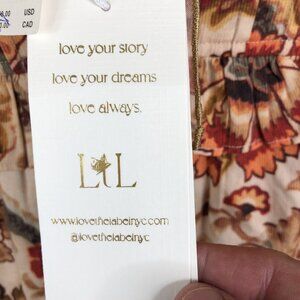 USD
CAD
love your story
love your dreams
love always.
LtL
www.lovethelabelnyc.com
@lovethelabelnyc